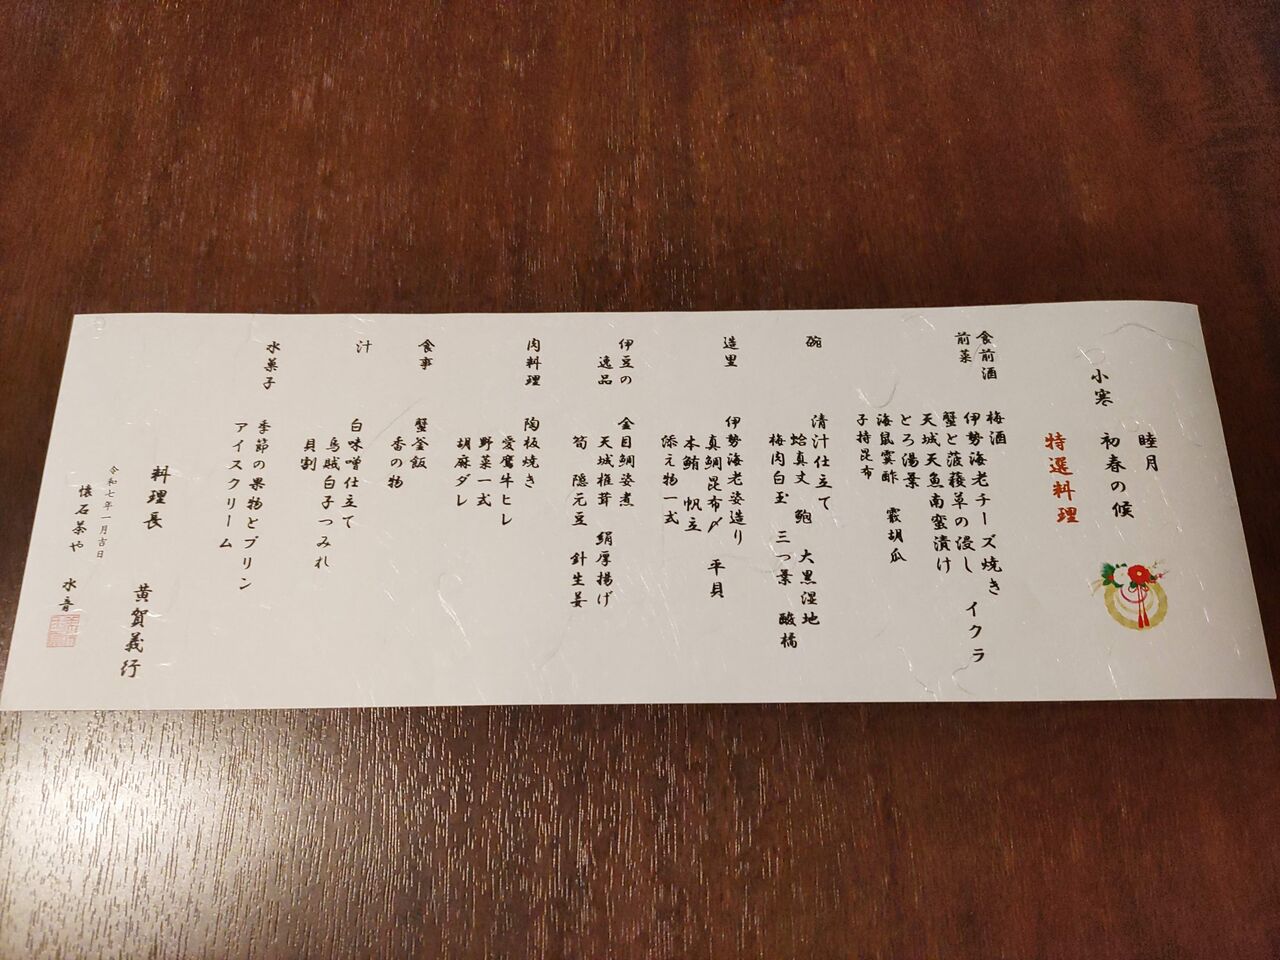 睦月
小寒 初春の候
特選料理
食前酒 梅酒
前菜 伊勢海老チーズ焼き イクラ
蟹と菠薐草の浸し
天城天魚南蛮漬け
とろ湯葉
海鼠霙酢 霰胡瓜
子持昆布
椀 清汁仕立て
蛤真丈 鮑 大黒湿地
梅肉白玉 三つ葉 酸橘
造里 伊勢海老姿造り
真鯛昆布〆 平貝
本鮪 帆立
添え物一式
伊豆の逸品 金目鯛姿煮
天城椎茸 絹厚揚げ
筍 隠元豆 針生姜
肉料理 陶板焼き
愛鷹牛ヒレ
野菜一式
胡麻ダレ
食事 蟹釜飯
香の物
汁 白味噌仕立て
烏賊白子つみれ
貝割
水菓子 季節の果物とプリン
アイスクリーム
料理長 黄賀義行
令和七年一月吉日
懐石茶や 水音